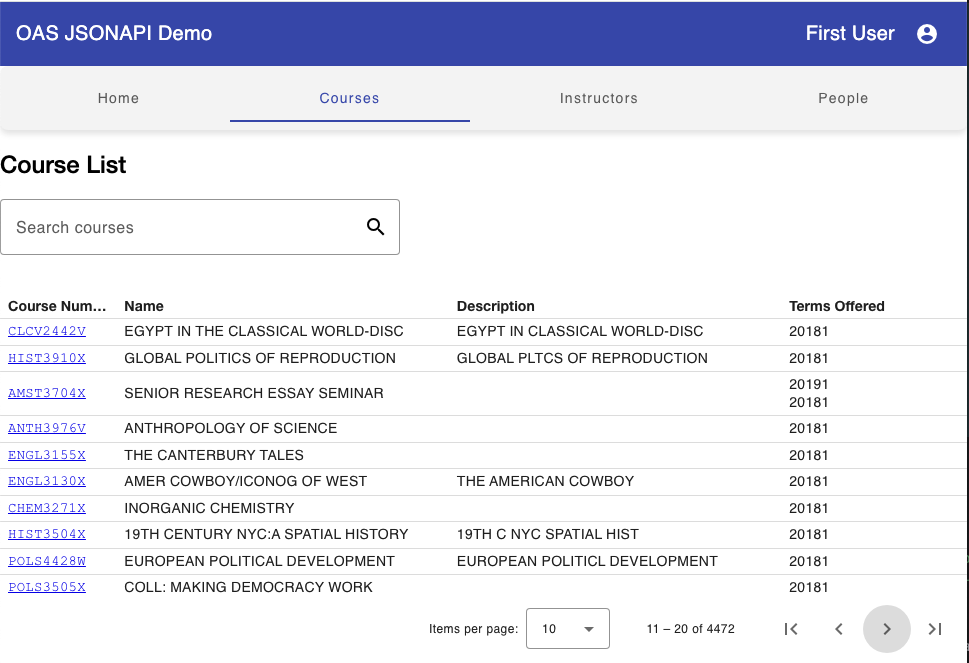 OAS JSONAPI Demo First User
Home Courses Instructors People
Course List
Search courses
Course Num... Name Description Terms Offered
CLCV2442V EGYPT IN THE CLASSICAL WORLD-DISC EGYPT IN CLASSICAL WORLD-DISC 20181
HIST3910X GLOBAL POLITICS OF REPRODUCTION GLOBAL PLTCS OF REPRODUCTION 20181
AMST3704X SENIOR RESEARCH ESSAY SEMINAR 20191
20181
ANTH3976V ANTHROPOLOGY OF SCIENCE 20181
ENGL3155X THE CANTERBURY TALES 20181
ENGL3130X AMER COWBOY/ICONOG OF WEST THE AMERICAN COWBOY 20181
CHEM3271X INORGANIC CHEMISTRY 20181
HIST3504X 19TH CENTURY NYC:A SPATIAL HISTORY 19TH C NYC SPATIAL HIST 20181
POLS4428W EUROPEAN POLITICAL DEVELOPMENT EUROPEAN POLITICL DEVELOPMENT 20181
POLS3505X COLL: MAKING DEMOCRACY WORK 20181
Items per page: 10 11 – 20 of 4472